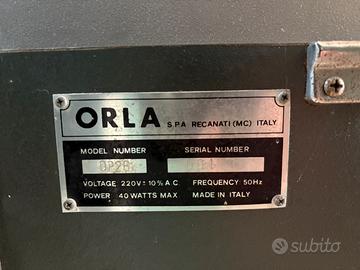 ORLA S.P.A RECANATI (MC) ITALY
MODEL NUMBER SERIAL NUMBER
VOLTAGE 220V ± 10% A.C. FREQUENCY 50Hz
POWER 40 WATTS MAX MADE IN ITALY
subito